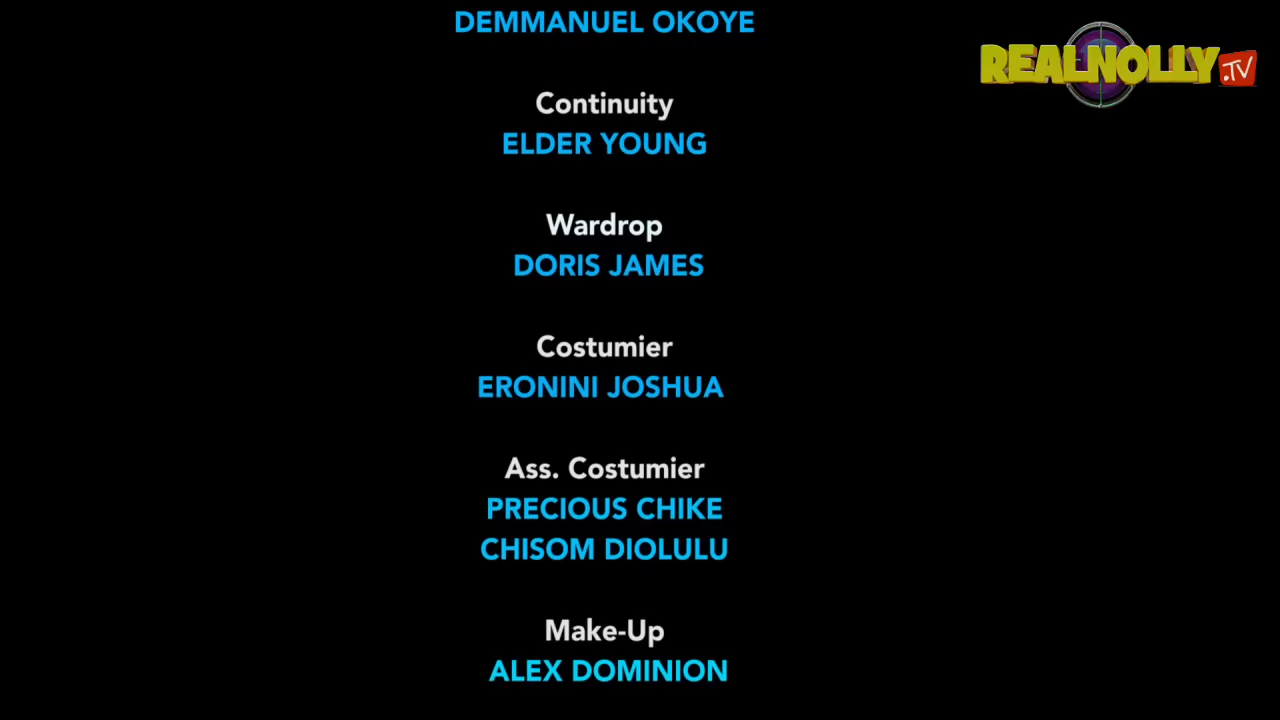 DEMMANUEL OKOYE
REALNOLLY.TV
Continuity
ELDER YOUNG
Wardrop
DORIS JAMES
Costumier
ERONINI JOSHUA
Ass. Costumier
PRECIOUS CHIKE
CHISOM DIOLULU
Make-Up
ALEX DOMINION